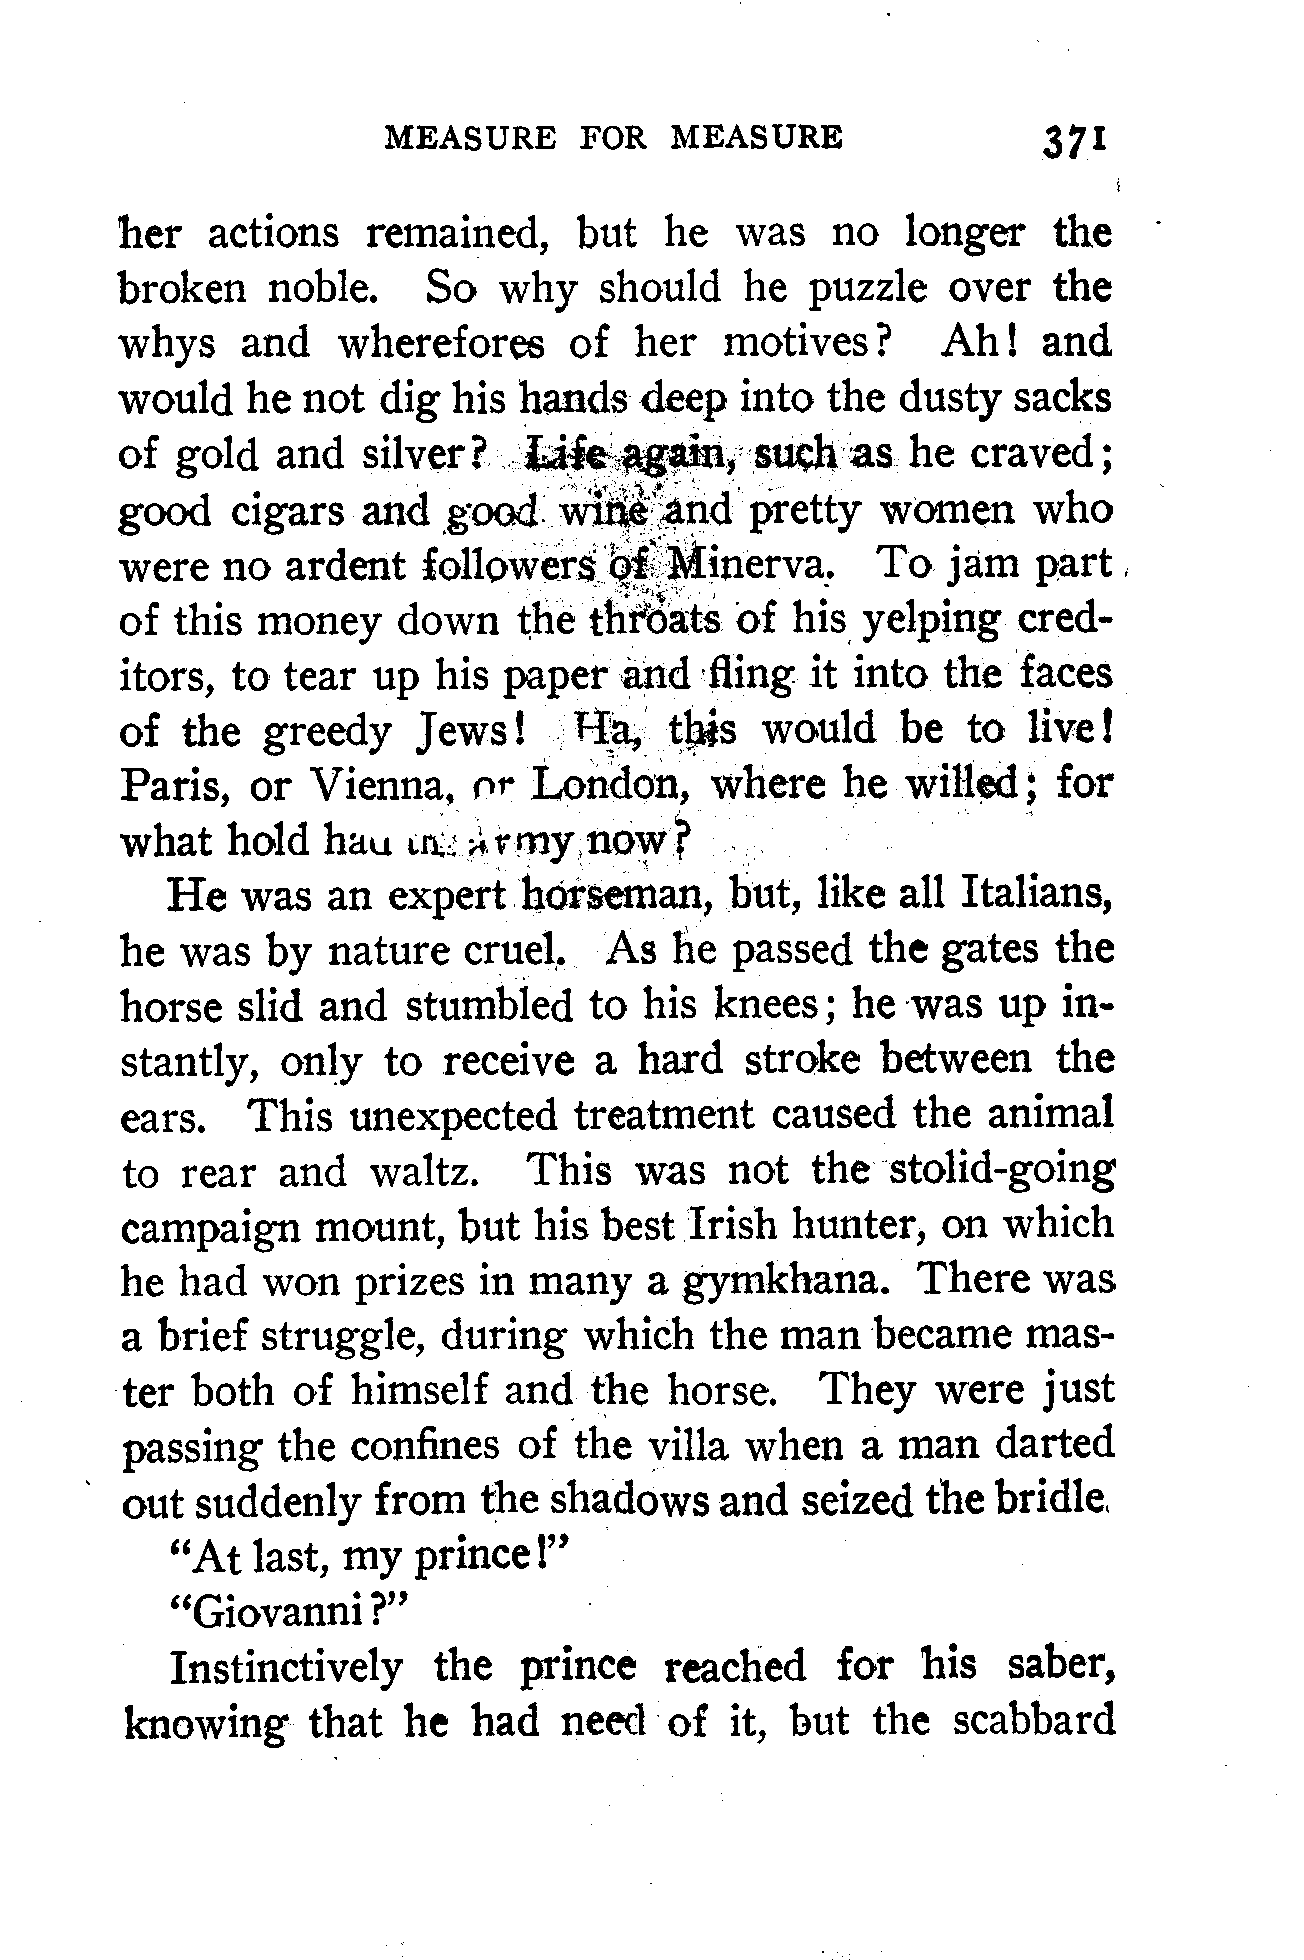 MEASURE FOR MEASURE 371
her actions remained, but he was no longer the
broken noble. So why should he puzzle over the
whys and wherefores of her motives? Ah! and
would he not dig his hands deep into the dusty sacks
of gold and silver? Life again, such as he craved;
good cigars and good wine and pretty women who
were no ardent followers of Minerva. To jam part
of this money down the throats of his yelping cred-
itors, to tear up his paper and fling it into the faces
of the greedy Jews! Ha, this would be to live!
Paris, or Vienna, or London, where he willed; for
what hold had the army now?
He was an expert horseman, but, like all Italians,
he was by nature cruel. As he passed the gates the
horse slid and stumbled to his knees; he was up in-
stantly, only to receive a hard stroke between the
ears. This unexpected treatment caused the animal
to rear and waltz. This was not the stolid-going
campaign mount, but his best Irish hunter, on which
he had won prizes in many a gymkhana. There was
a brief struggle, during which the man became mas-
ter both of himself and the horse. They were just
passing the confines of the villa when a man darted
out suddenly from the shadows and seized the bridle.
“At last, my prince!”
“Giovanni?”
Instinctively the prince reached for his saber,
knowing that he had need of it, but the scabbard